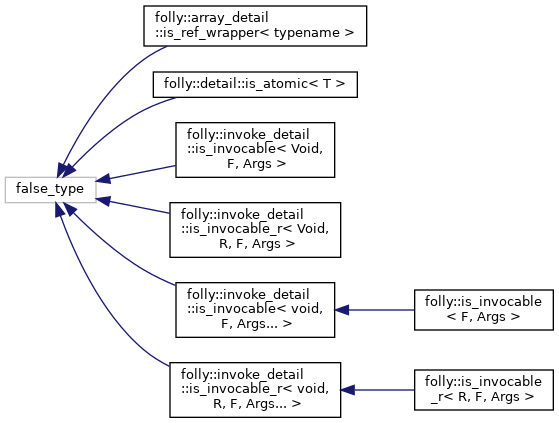 folly::array_detail
::is_ref_wrapper< typename >
folly::detail::is_atomic< T >
folly::invoke_detail
::is_invocable< Void,
F, Args >
false_type
folly::invoke_detail
::is_invocable_r< Void,
R, F, Args >
folly::invoke_detail
::is_invocable< void,
F, Args... >
folly::is_invocable
< F, Args >
folly::invoke_detail
::is_invocable_r< void,
R, F, Args... >
folly::is_invocable
_r< R, F, Args >